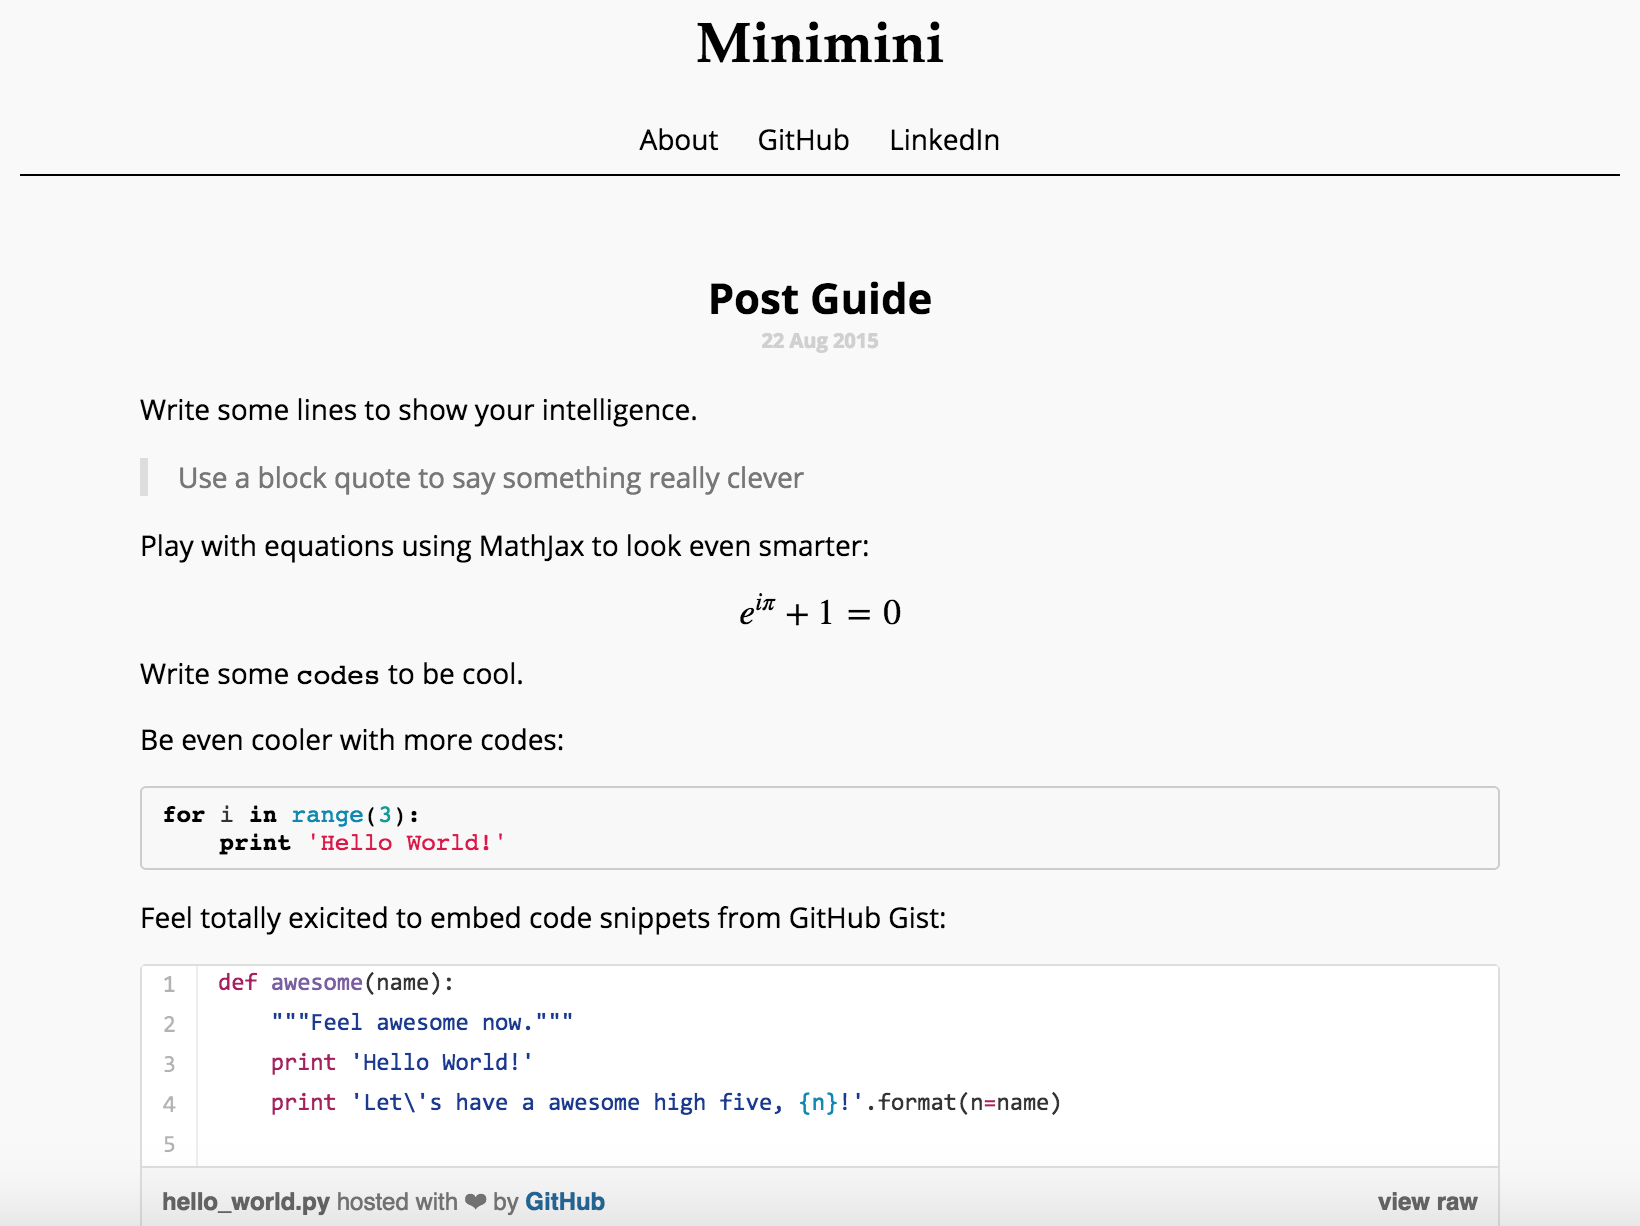 Minimini
About GitHub LinkedIn
Post Guide
22 Aug 2015
Write some lines to show your intelligence.
Use a block quote to say something really clever
Play with equations using MathJax to look even smarter:
e^{iπ} + 1 = 0
Write some codes to be cool.
Be even cooler with more codes:
for i in range(3):
    print 'Hello World!'
Feel totally exicited to embed code snippets from GitHub Gist:
1 def awesome(name):
2     """Feel awesome now."""
3     print 'Hello World!'
4     print 'Let\'s have a awesome high five, {n}!'.format(n=name)
5
hello_world.py hosted with ❤ by GitHub view raw